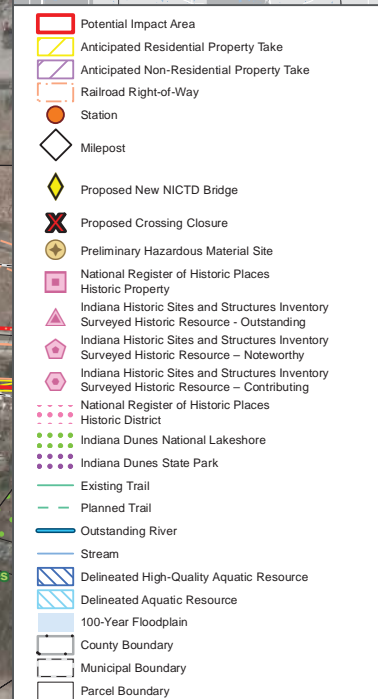 Potential Impact Area
Anticipated Residential Property Take
Anticipated Non-Residential Property Take
Railroad Right-of-Way
Station
Milepost
Proposed New NICTD Bridge
Proposed Crossing Closure
Preliminary Hazardous Material Site
National Register of Historic Places
Historic Property
Indiana Historic Sites and Structures Inventory
Surveyed Historic Resource - Outstanding
Indiana Historic Sites and Structures Inventory
Surveyed Historic Resource – Noteworthy
Indiana Historic Sites and Structures Inventory
Surveyed Historic Resource – Contributing
National Register of Historic Places
Historic District
Indiana Dunes National Lakeshore
Indiana Dunes State Park
Existing Trail
Planned Trail
Outstanding River
Stream
s
Delineated High-Quality Aquatic Resource
Delineated Aquatic Resource
100-Year Floodplain
County Boundary
Municipal Boundary
Parcel Boundary